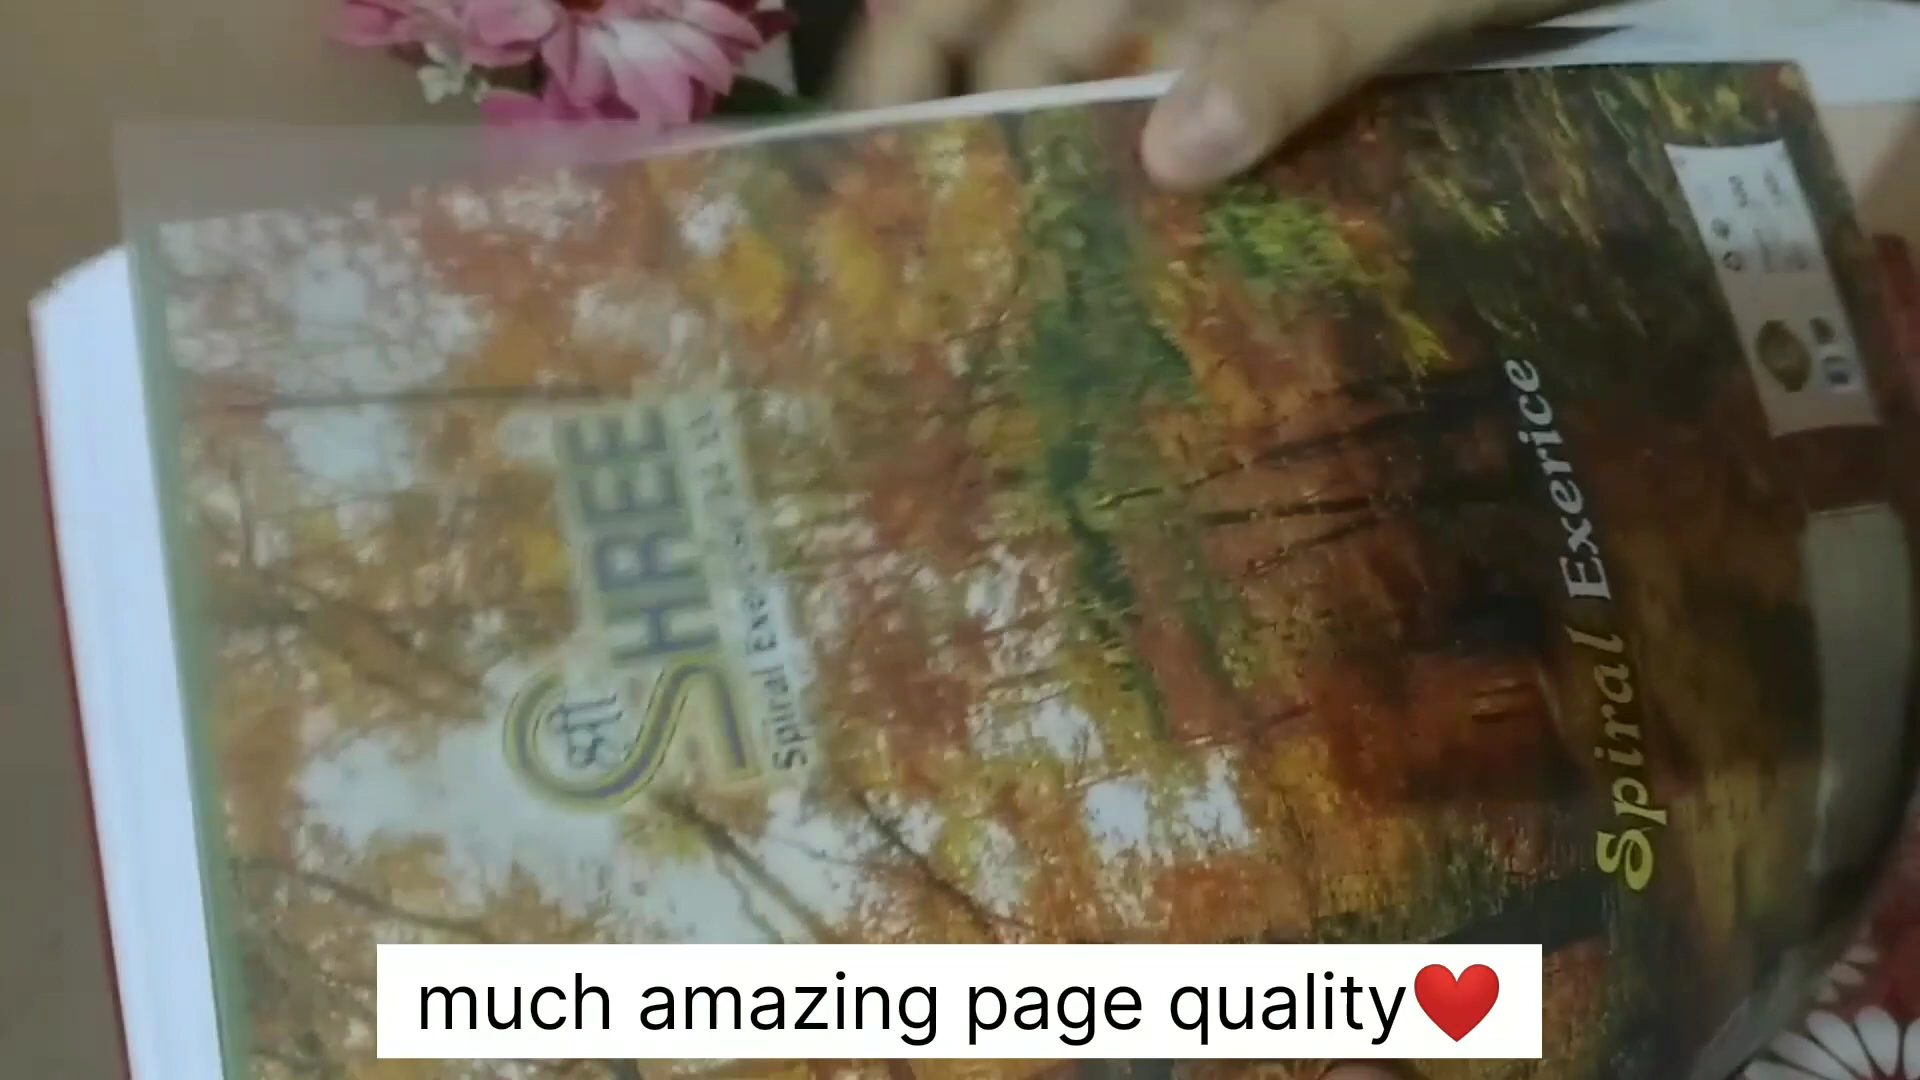 श्री
SHREE
Spiral Exe
Spiral Exerice
much amazing page quality❤️